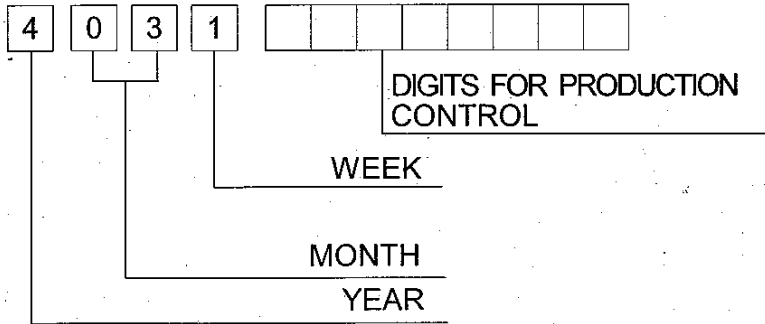 4 0 3 1
DIGITS FOR PRODUCTION
CONTROL
WEEK
MONTH
YEAR